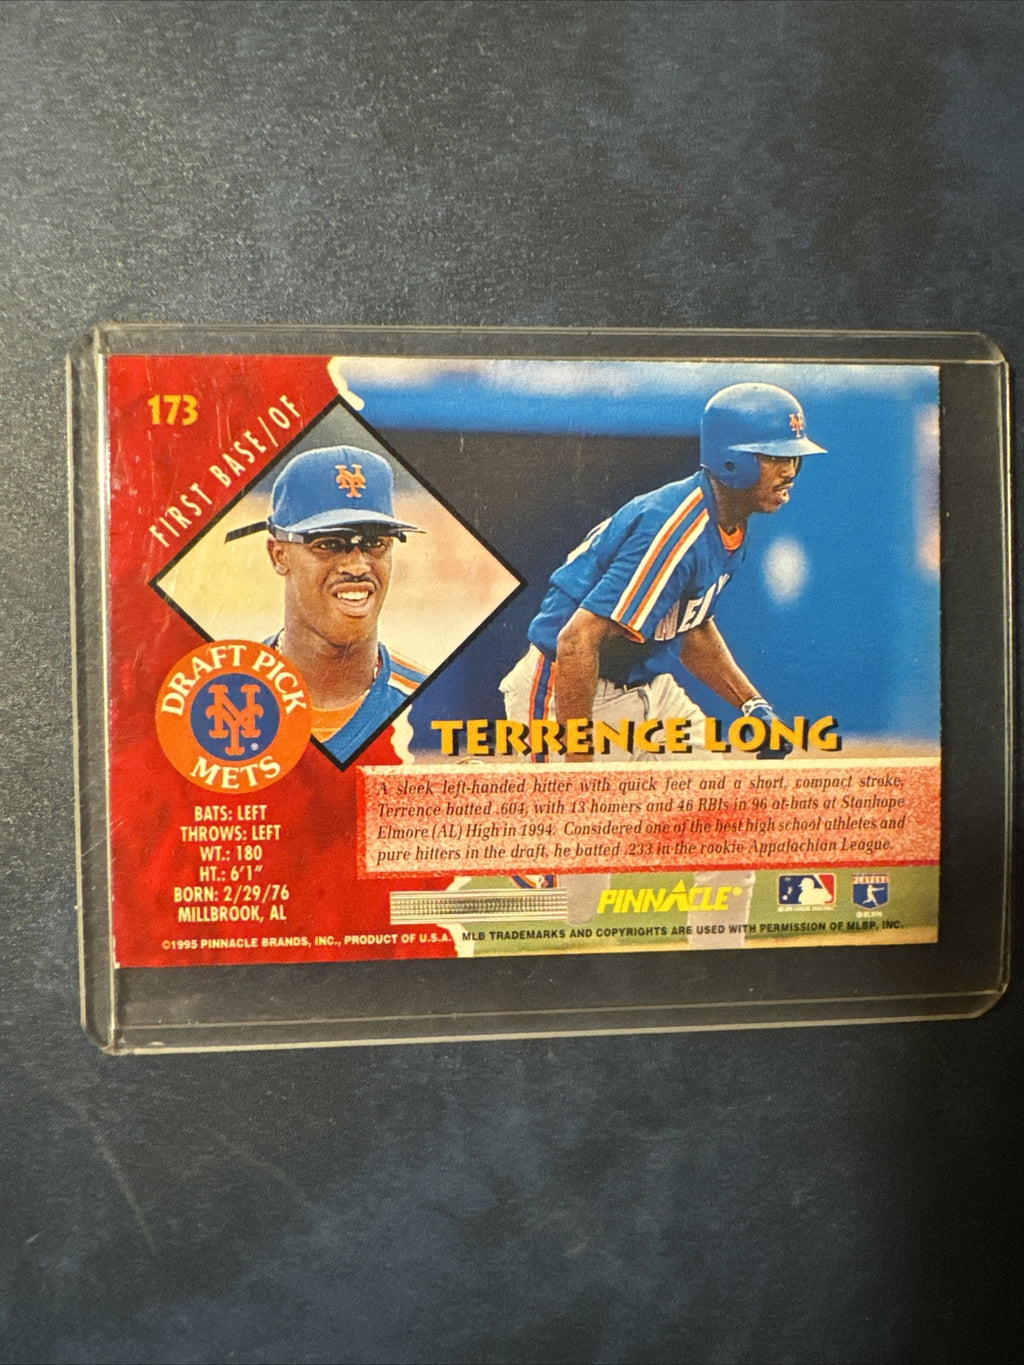 173
FIRST BASE/OF
DRAFT PICK
NY
METS
BATS: LEFT
THROWS: LEFT
WT.: 180
HT.: 6'1"
BORN: 2/29/76
MILLBROOK, AL
TERRENCE LONG
A sleek left-handed hitter with quick feet and a short, compact stroke,
Terrence batted .604, with 13 homers and 46 RBIs in 96 at-bats at Stanhope
Elmore (AL) High in 1994. Considered one of the best high school athletes and
pure hitters in the draft, he batted .233 in the rookie Appalachian League.
PINNACLE®
PLAYERS
©1995 PINNACLE BRANDS, INC., PRODUCT OF U.S.A.
MLB TRADEMARKS AND COPYRIGHTS ARE USED WITH PERMISSION OF MLBP, INC.